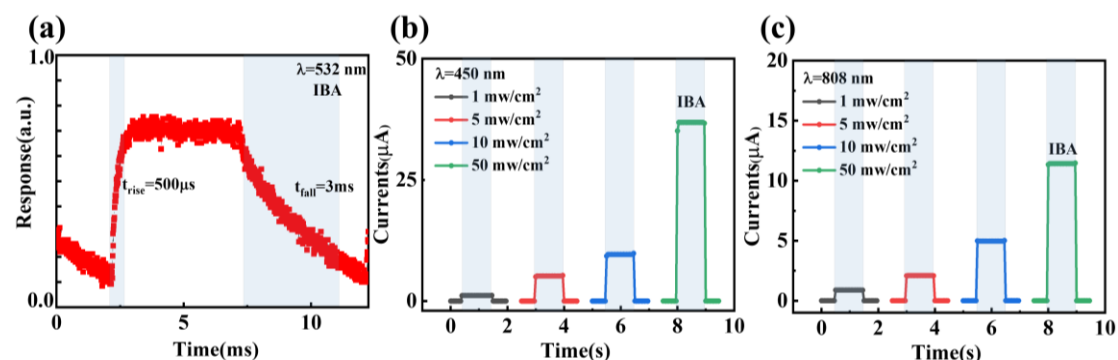 (a)
1.0
λ=532 nm
IBA
Response(a.u.)
t_rise=500μs
t_fall=3ms
0.0
0
5
10
Time(ms)
(b)
50
λ=450 nm
1 mw/cm²
5 mw/cm²
10 mw/cm²
50 mw/cm²
IBA
Currents(μA)
25
0
0
2
4
6
8
10
Time(s)
(c)
20
λ=808 nm
1 mw/cm²
5 mw/cm²
10 mw/cm²
50 mw/cm²
IBA
Currents(μA)
15
10
5
0
0
2
4
6
8
10
Time(s)